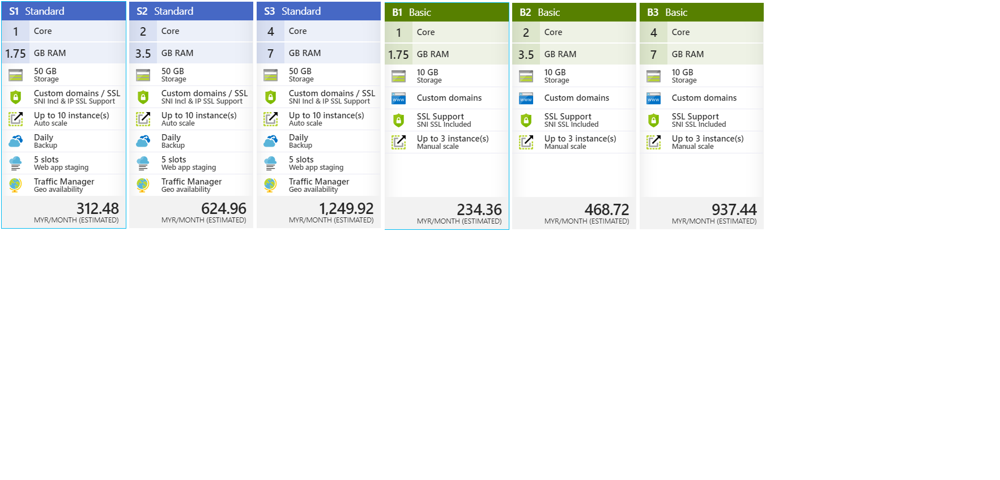 S1 Standard
1 Core
1.75 GB RAM
50 GB
Storage
Custom domains / SSL
SNI Incl & IP SSL Support
Up to 10 instance(s)
Auto scale
Daily
Backup
5 slots
Web app staging
Traffic Manager
Geo availability
312.48
MYR/MONTH (ESTIMATED)
S2 Standard
2 Core
3.5 GB RAM
50 GB
Storage
Custom domains / SSL
SNI Incl & IP SSL Support
Up to 10 instance(s)
Auto scale
Daily
Backup
5 slots
Web app staging
Traffic Manager
Geo availability
624.96
MYR/MONTH (ESTIMATED)
S3 Standard
4 Core
7 GB RAM
50 GB
Storage
Custom domains / SSL
SNI Incl & IP SSL Support
Up to 10 instance(s)
Auto scale
Daily
Backup
5 slots
Web app staging
Traffic Manager
Geo availability
1,249.92
MYR/MONTH (ESTIMATED)
B1 Basic
1 Core
1.75 GB RAM
10 GB
Storage
www
Custom domains
SSL Support
SNI SSL Included
Up to 3 instance(s)
Manual scale
234.36
MYR/MONTH (ESTIMATED)
B2 Basic
2 Core
3.5 GB RAM
10 GB
Storage
www
Custom domains
SSL Support
SNI SSL Included
Up to 3 instance(s)
Manual scale
468.72
MYR/MONTH (ESTIMATED)
B3 Basic
4 Core
7 GB RAM
10 GB
Storage
www
Custom domains
SSL Support
SNI SSL Included
Up to 3 instance(s)
Manual scale
937.44
MYR/MONTH (ESTIMATED)